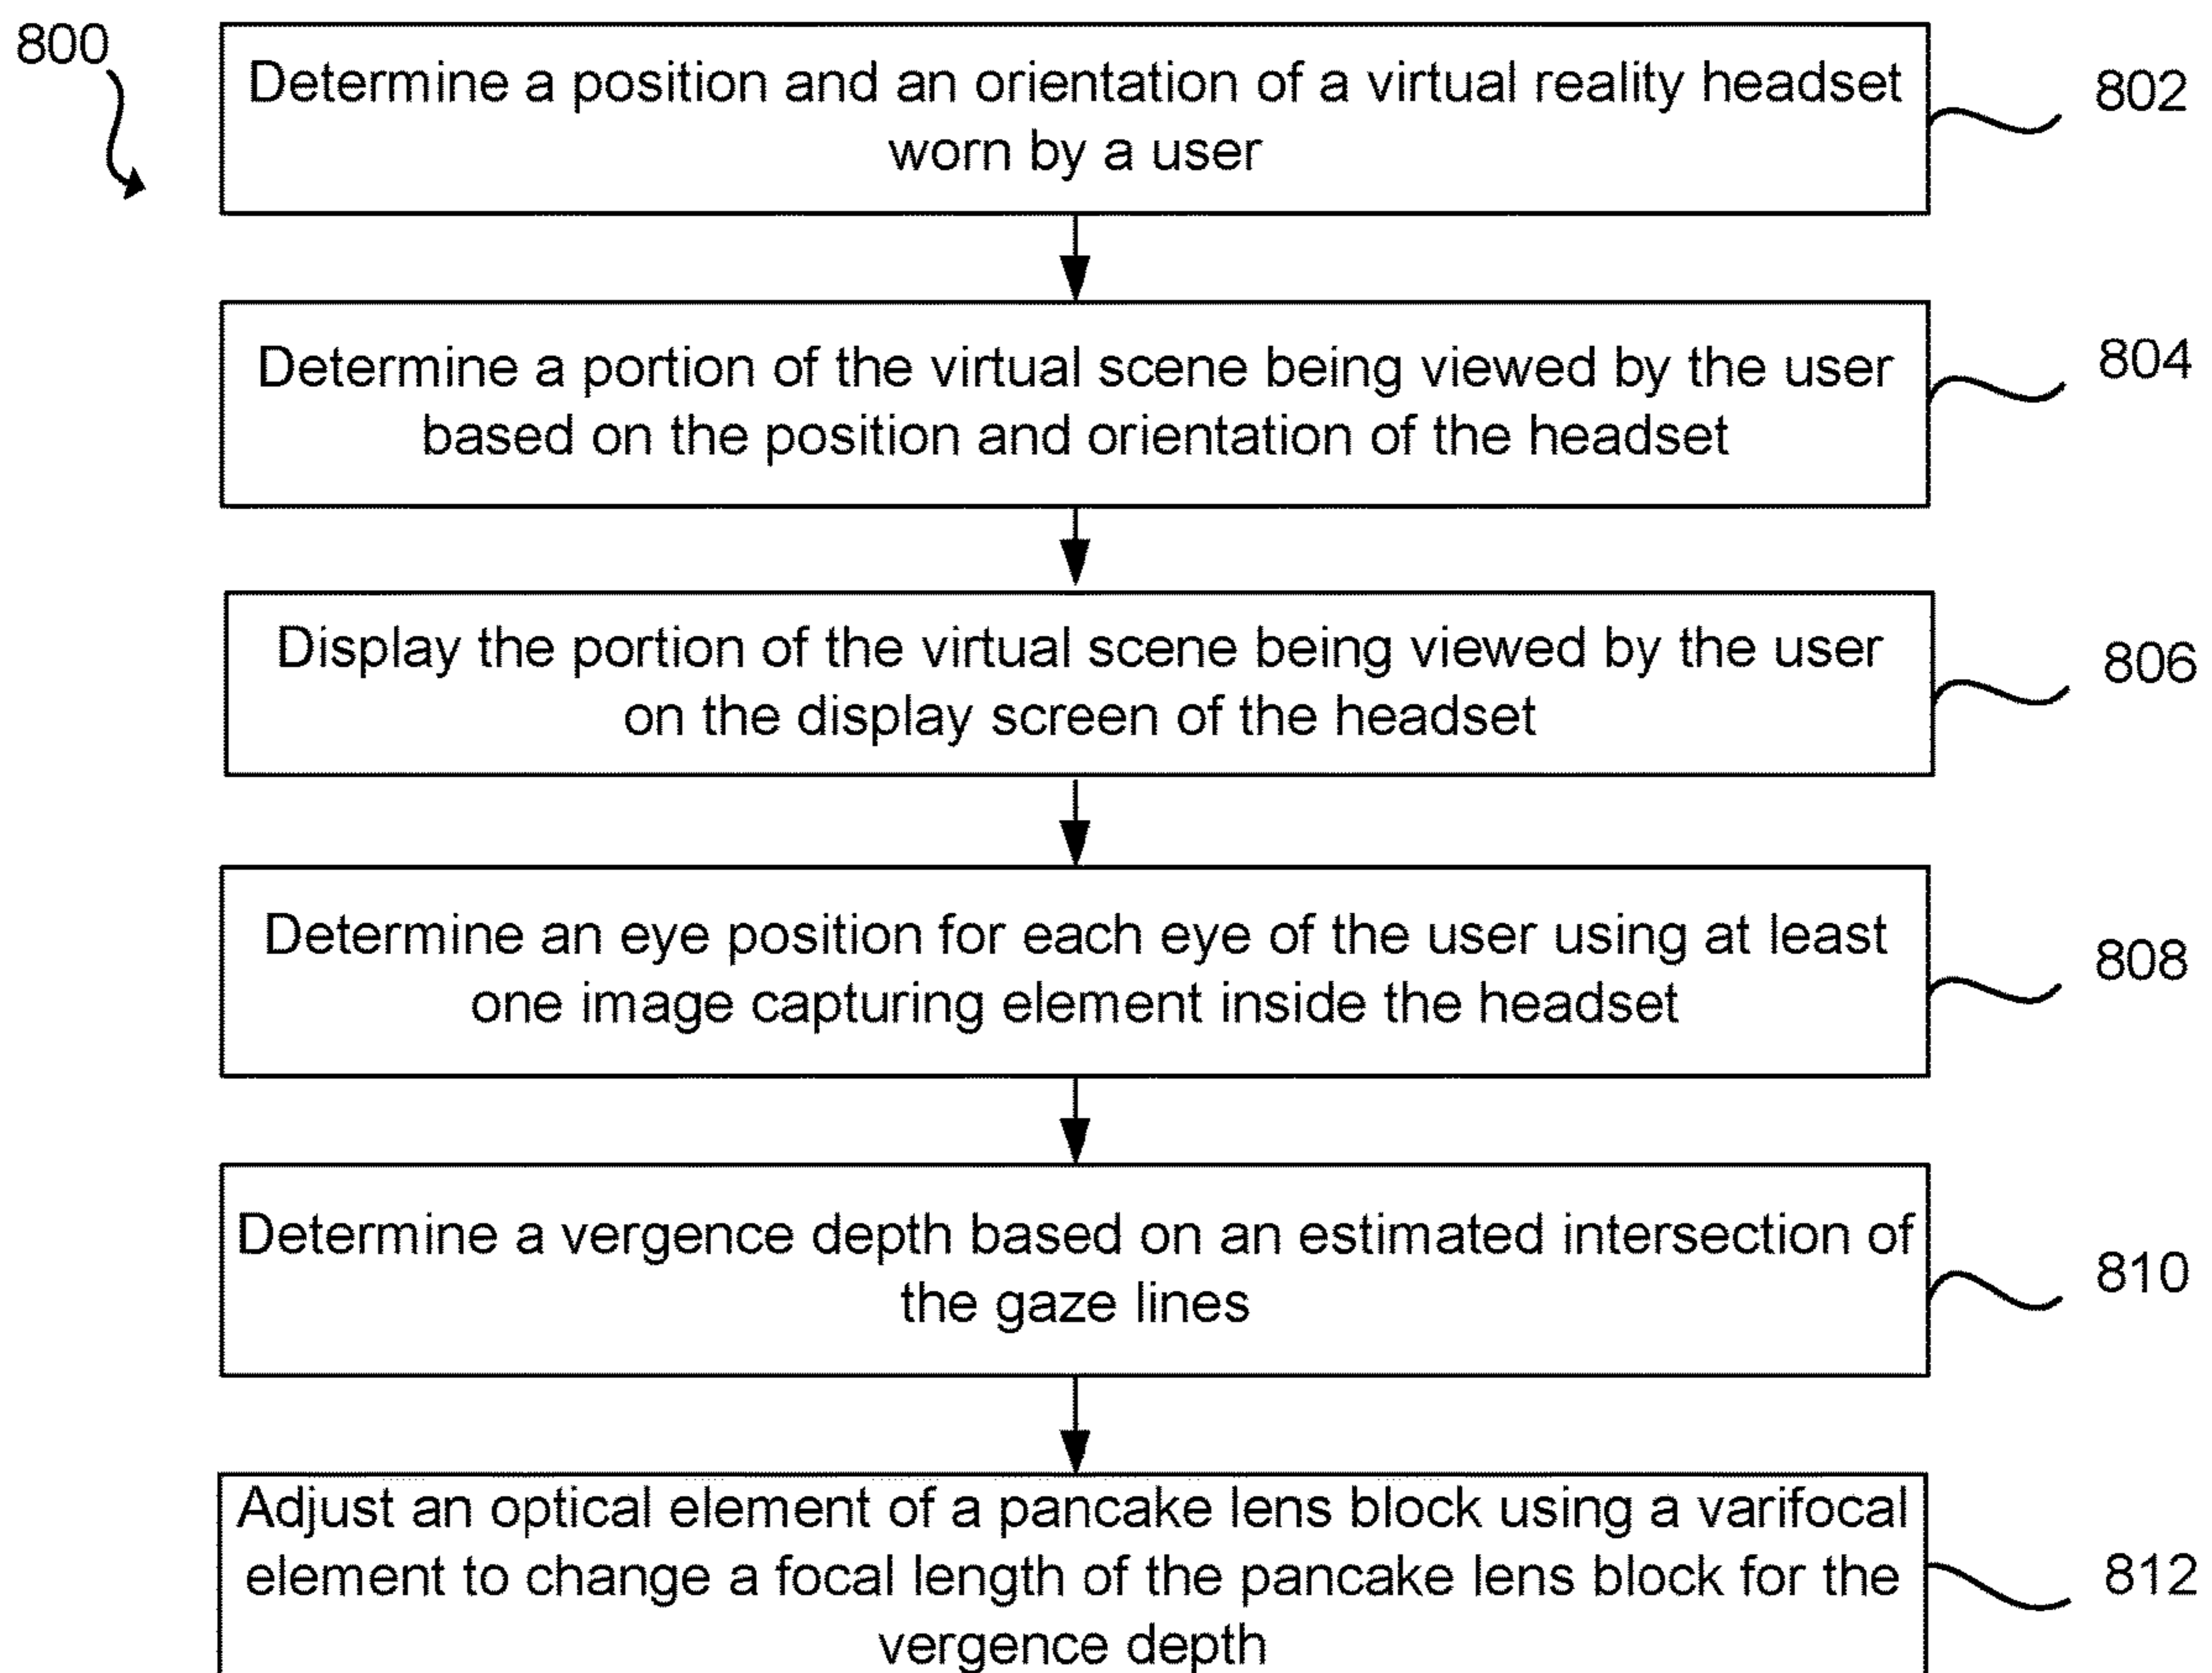 800
Determine a position and an orientation of a virtual reality headset
worn by a user
802
Determine a portion of the virtual scene being viewed by the user
based on the position and orientation of the headset
804
Display the portion of the virtual scene being viewed by the user
on the display screen of the headset
806
Determine an eye position for each eye of the user using at least
one image capturing element inside the headset
808
Determine a vergence depth based on an estimated intersection of
the gaze lines
810
Adjust an optical element of a pancake lens block using a varifocal
element to change a focal length of the pancake lens block for the
vergence depth
812